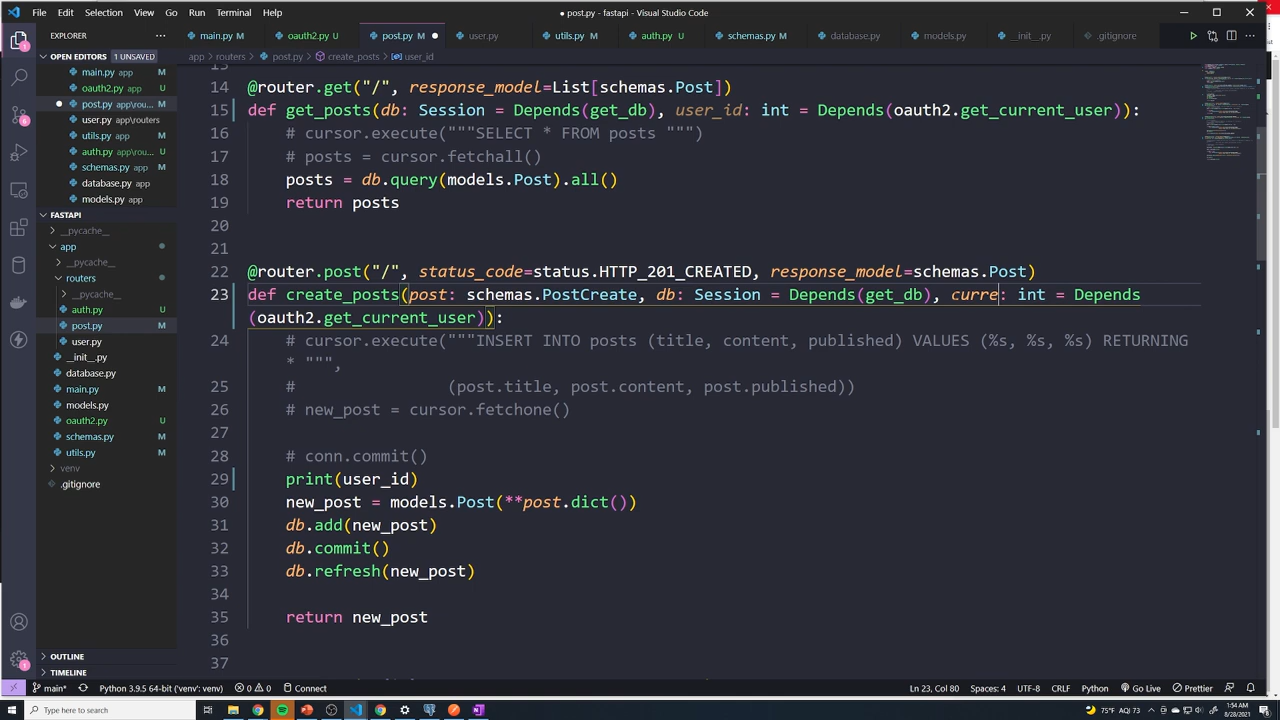 File Edit Selection View Go Run Terminal Help
● post.py - fastapi - Visual Studio Code
EXPLORER ···
main.py M oauth2.py M post.py M ● user.py utils.py M auth.py M schemas.py M database.py models.py __init__.py .gitignore
app > routers > post.py > create_posts > user_id
OPEN EDITORS 1 UNSAVED
main.py app M
oauth2.py app M
post.py app\rou... M
user.py app\routers
utils.py app M
auth.py app\rou... M
schemas.py app M
database.py app
models.py app
FASTAPI
__pycache__
app
__pycache__
routers
__pycache__
auth.py M
post.py M
user.py
__init__.py
database.py
main.py M
models.py
oauth2.py M
schemas.py M
utils.py M
venv
.gitignore
OUTLINE
TIMELINE
13
14 @router.get("/", response_model=List[schemas.Post])
15 def get_posts(db: Session = Depends(get_db), user_id: int = Depends(oauth2.get_current_user)):
16 # cursor.execute("""SELECT * FROM posts """)
17 # posts = cursor.fetchall()
18 posts = db.query(models.Post).all()
19 return posts
20
21
22 @router.post("/", status_code=status.HTTP_201_CREATED, response_model=schemas.Post)
23 def create_posts(post: schemas.PostCreate, db: Session = Depends(get_db), curre: int = Depends
(oauth2.get_current_user)):
24 # cursor.execute("""INSERT INTO posts (title, content, published) VALUES (%s, %s, %s) RETURNING
* """,
25 # (post.title, post.content, post.published))
26 # new_post = cursor.fetchone()
27
28 # conn.commit()
29 print(user_id)
30 new_post = models.Post(**post.dict())
31 db.add(new_post)
32 db.commit()
33 db.refresh(new_post)
34
35 return new_post
36
37
main* Python 3.9.5 64-bit ('venv': venv) 0 0 Connect Ln 23, Col 80 Spaces: 4 UTF-8 CRLF Python Go Live Prettier
Type here to search
75°F AQI 73
1:54 AM
8/28/2021